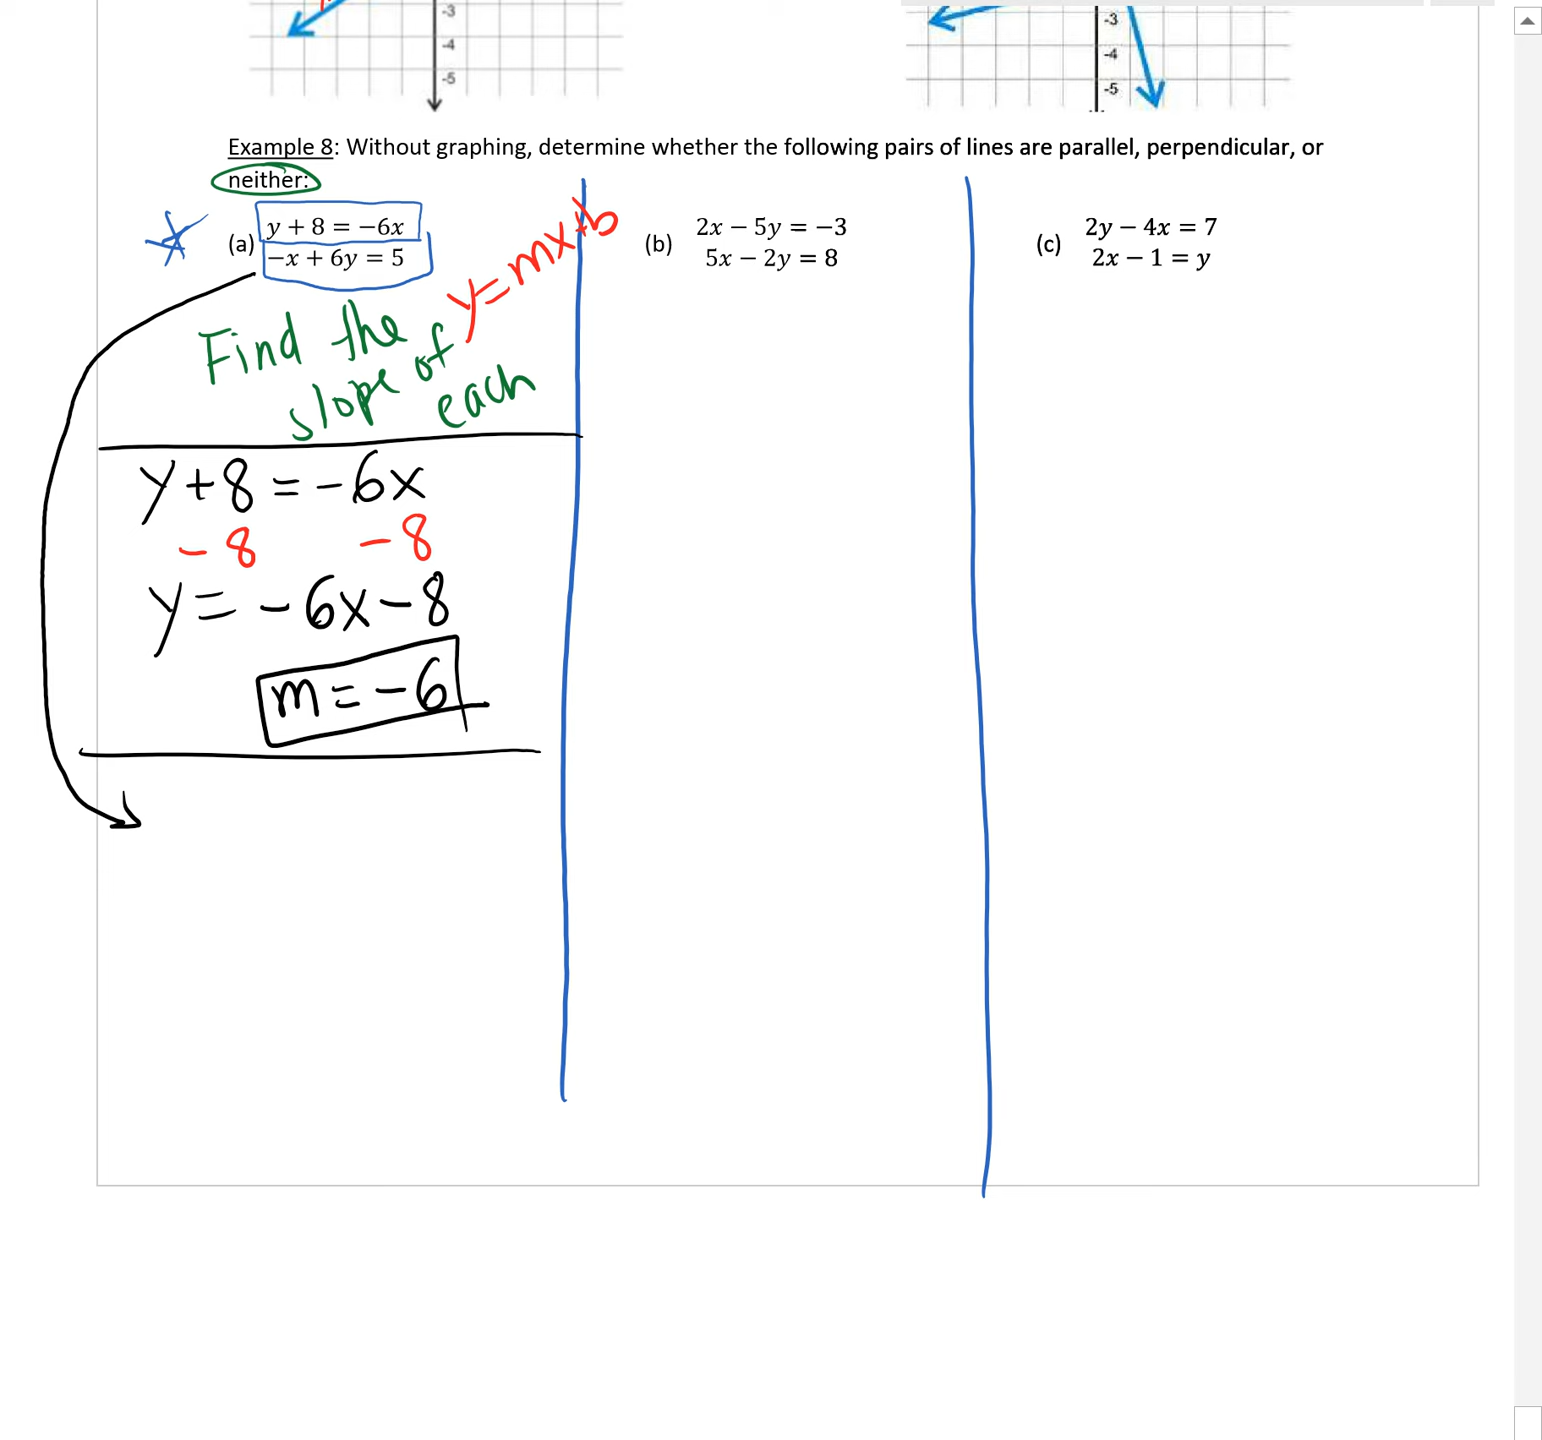 -3
-4
-5
-3
-4
-5
Example 8: Without graphing, determine whether the following pairs of lines are parallel, perpendicular, or
neither:
(a) y + 8 = −6x
−x + 6y = 5
y=mx+b
Find the
slope of
each
y+8=-6x
-8 -8
y=-6x-8
m=-6
(b) 2x − 5y = −3
5x − 2y = 8
(c) 2y − 4x = 7
2x − 1 = y